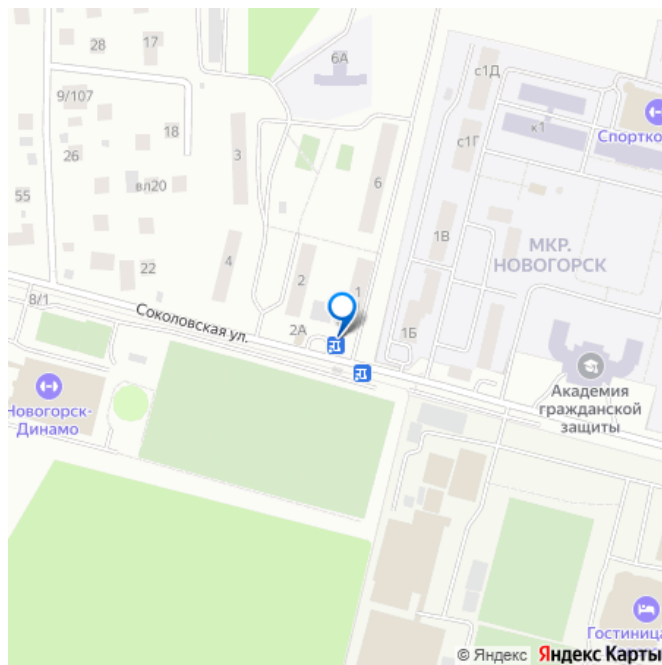 28
17
6А
9/107
с1Д
18
Спортко
к1
3
с1Г
26
вл20
6
55
1В
МКР.
НОВОГОРСК
22
4
2
1
8/1
Соколовская ул.
2А
1Б
Академия
гражданской
защиты
Новогорск-
Динамо
Гостиница
© Яндекс Яндекс Карты